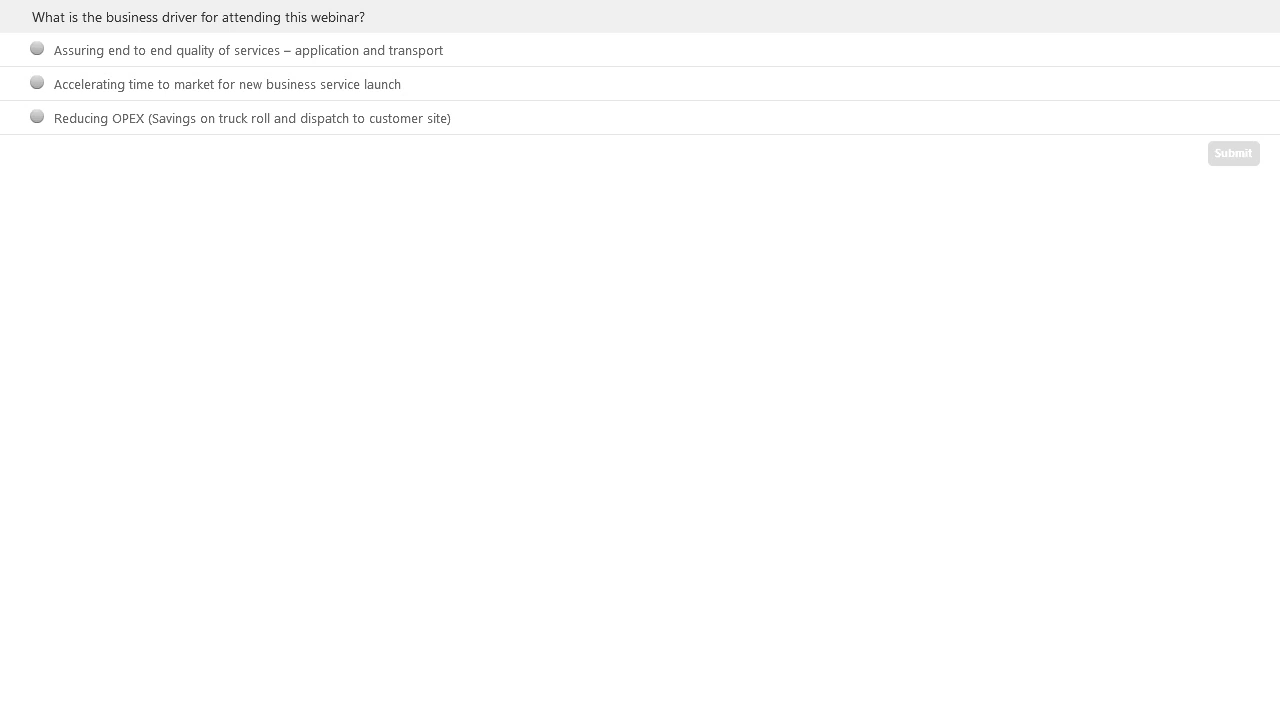 What is the business driver for attending this webinar?
Assuring end to end quality of services – application and transport
Accelerating time to market for new business service launch
Reducing OPEX (Savings on truck roll and dispatch to customer site)
Submit